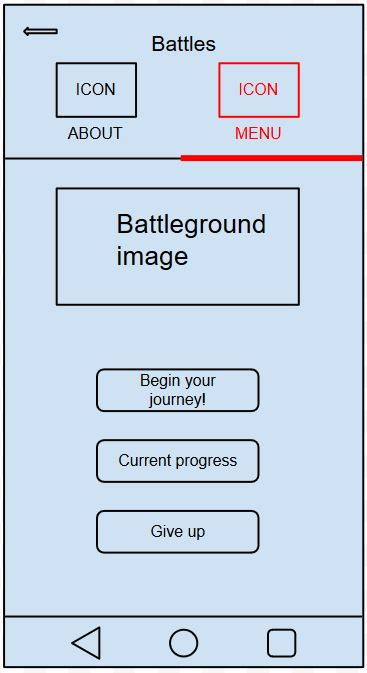 Battles
ICON
ICON
ABOUT
MENU
Battleground
image
Begin your
journey!
Current progress
Give up